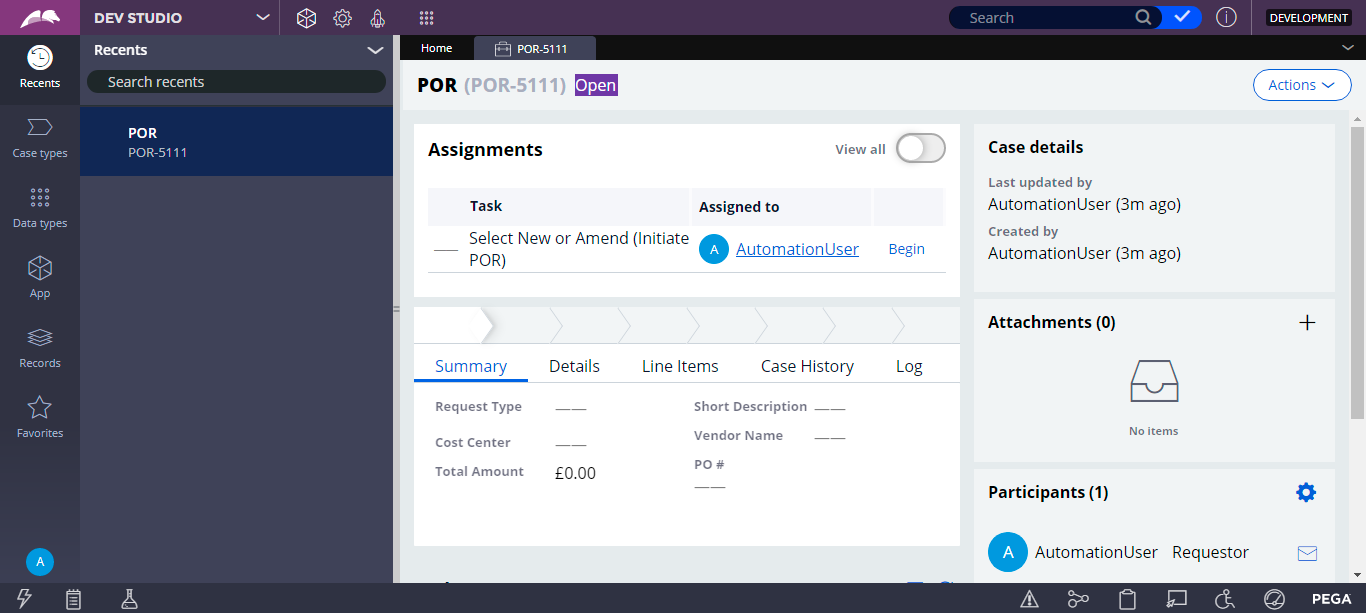 DEV STUDIO
Search
DEVELOPMENT
Recents
Recents
Search recents
Home
POR-5111
POR (POR-5111) Open
Actions
POR
POR-5111
Case types
Data types
App
Records
Favorites
A
Assignments
View all
Task
Assigned to
Select New or Amend (Initiate
POR)
A
AutomationUser
Begin
Summary
Details
Line Items
Case History
Log
Request Type
——
Short Description
——
Cost Center
——
Vendor Name
——
Total Amount
£0.00
PO #
——
Case details
Last updated by
AutomationUser (3m ago)
Created by
AutomationUser (3m ago)
Attachments (0)
No items
Participants (1)
A
AutomationUser
Requestor
PEGA